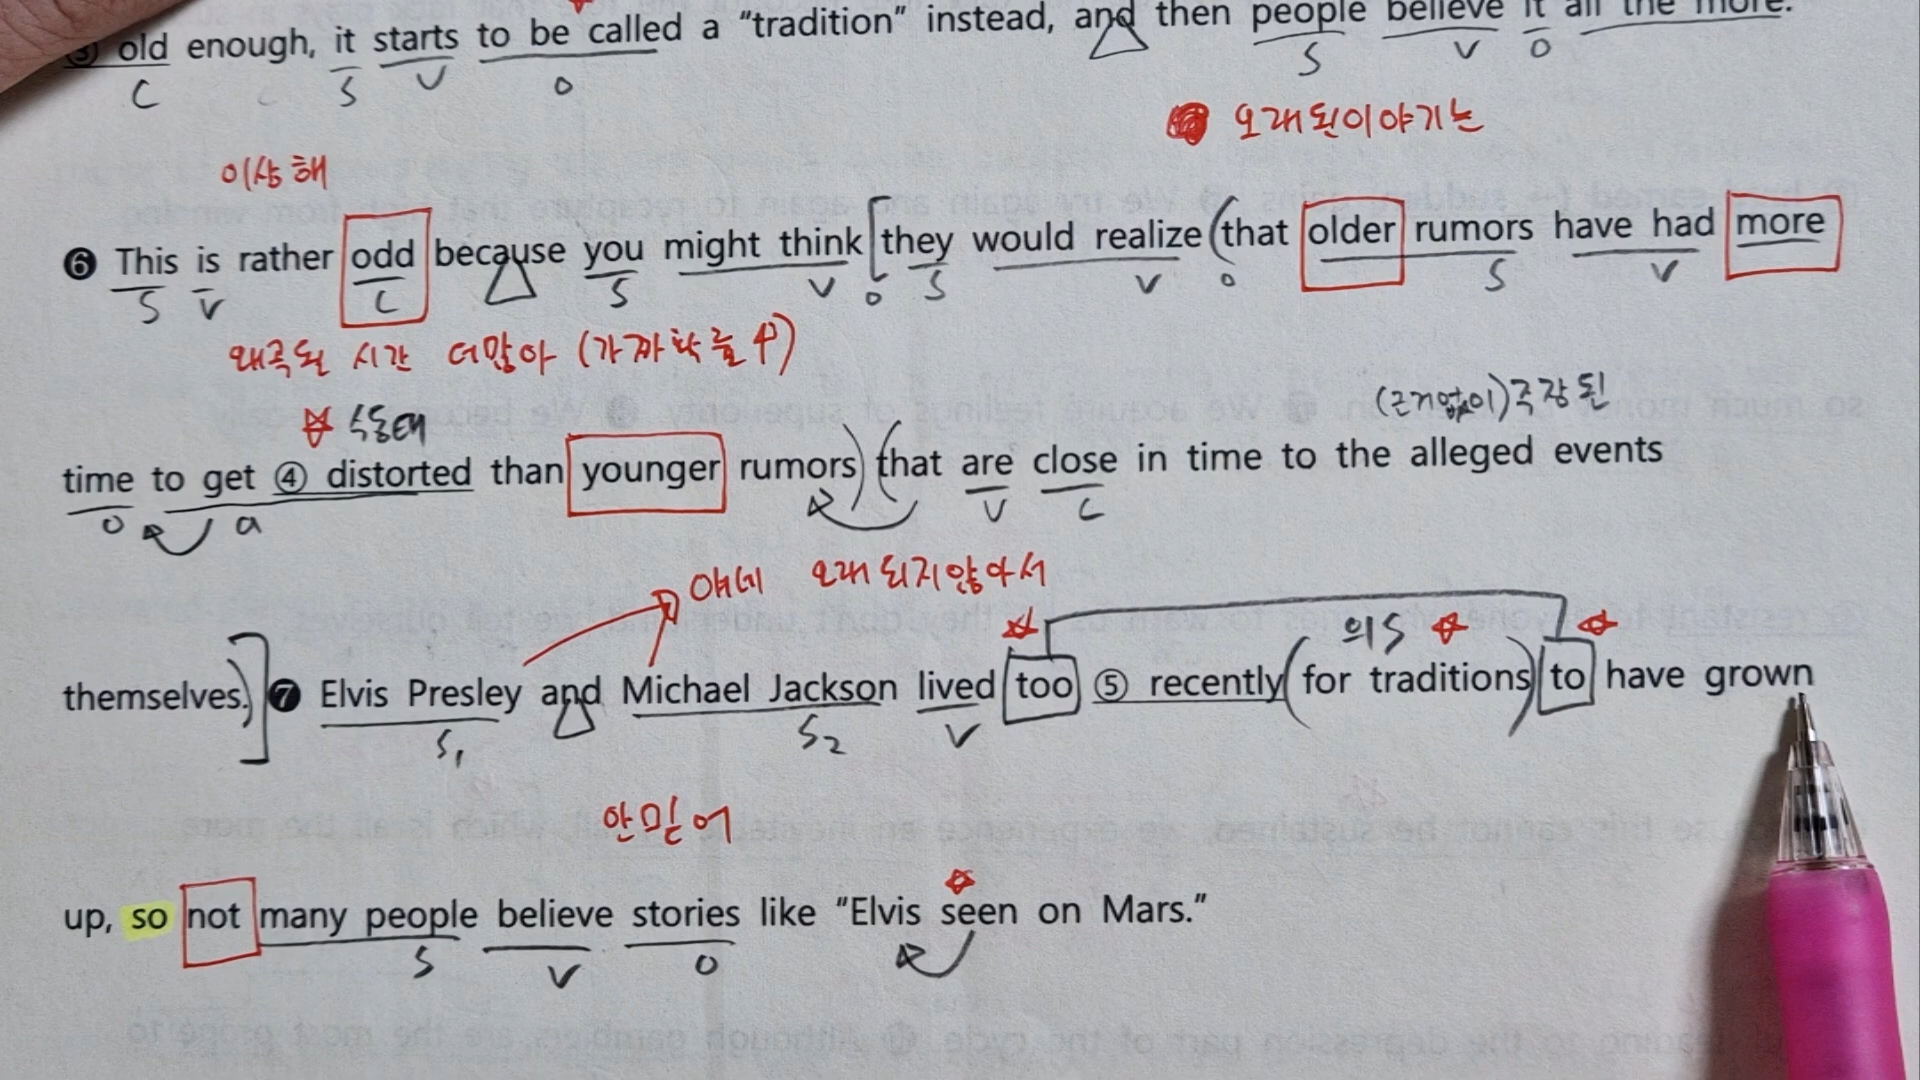 ③ old enough, it starts to be called a “tradition” instead, and then people believe it all the more.
C S V O S V O
오래된이야기는
이상해
❻ This is rather odd because you might think they would realize (that older rumors have had more
S V C S V O S V O S V
왜곡될 시간 더많아 (가짜확률↑)
(근거없이)주장된
수동태
time to get ④ distorted than younger rumors) (that are close in time to the alleged events
O a V C
얘네 오래되지않아서
의S
themselves.)] ❼ Elvis Presley and Michael Jackson lived too ⑤ recently (for traditions) to have grown
S₁ S₂ V
안믿어
up, so not many people believe stories like “Elvis seen on Mars.”
S V O